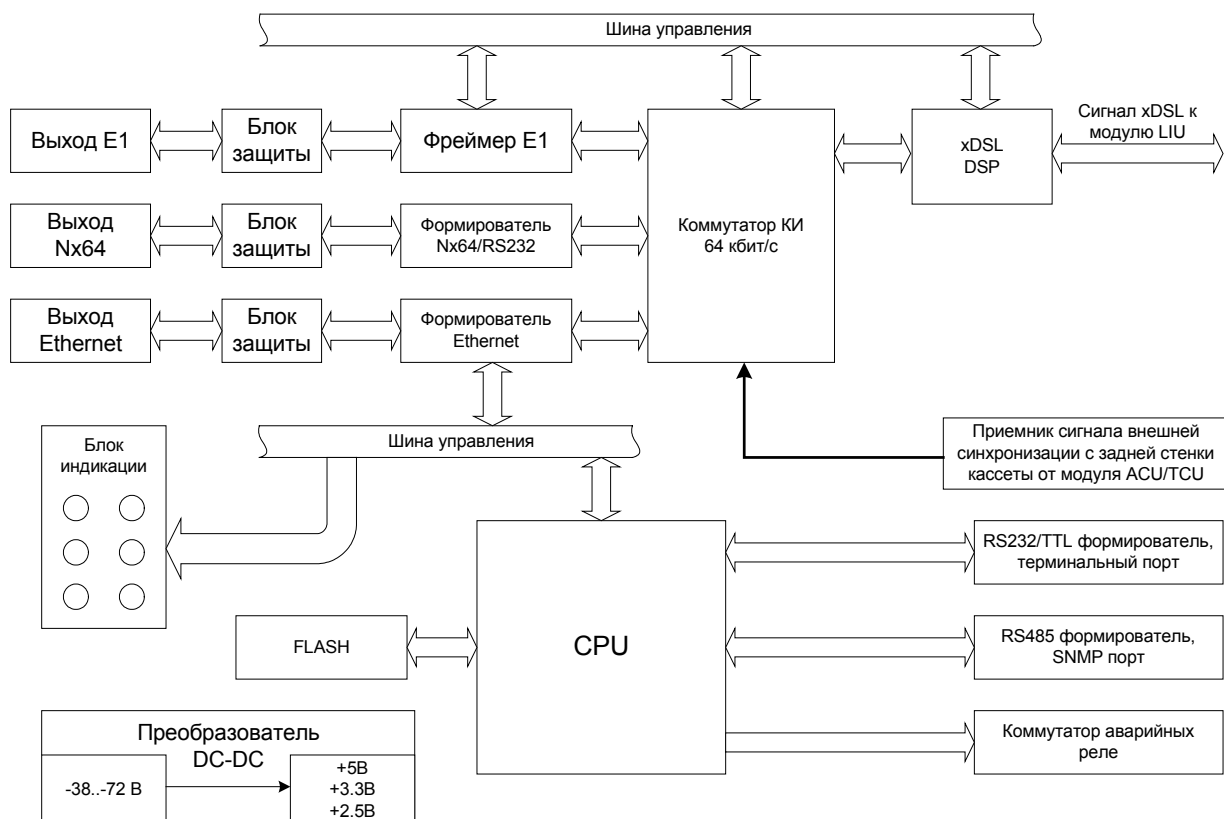 Шина управления
Выход E1
Блок
защиты
Фреймер E1
Коммутатор КИ
64 кбит/с
xDSL
DSP
Сигнал xDSL к
модулю LIU
Выход
Nx64
Блок
защиты
Формирователь
Nx64/RS232
Выход
Ethernet
Блок
защиты
Формирователь
Ethernet
Шина управления
Блок
индикации
Приемник сигнала внешней
синхронизации с задней стенки
кассеты от модуля ACU/TCU
CPU
RS232/TTL формирователь,
терминальный порт
FLASH
RS485 формирователь,
SNMP порт
Коммутатор аварийных
реле
Преобразователь
DC-DC
-38..-72 В
+5В
+3.3В
+2.5В